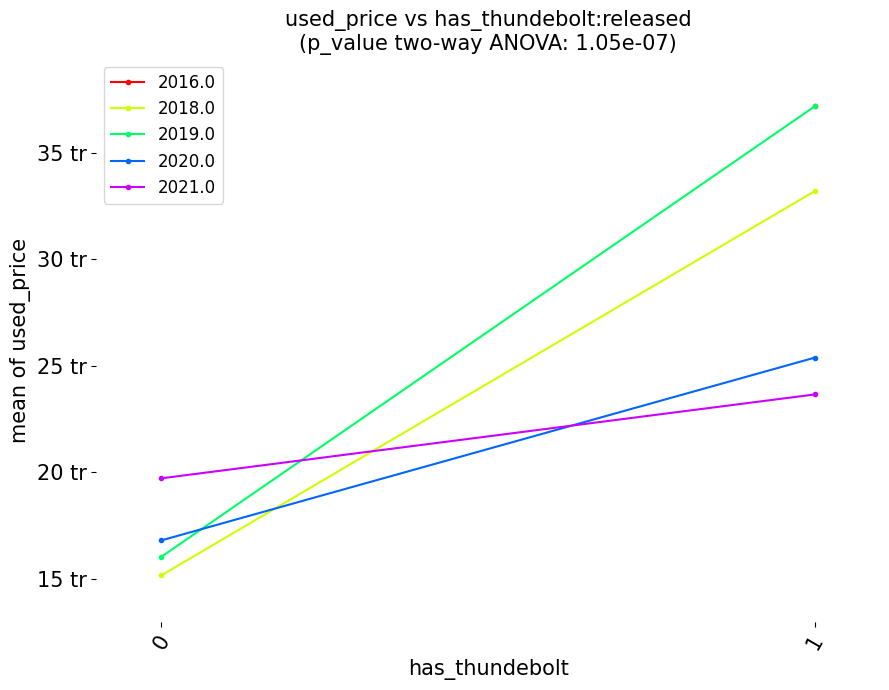 used_price vs has_thundebolt:released
(p_value two-way ANOVA: 1.05e-07)
2016.0
2018.0
2019.0
2020.0
2021.0
35 tr
30 tr
25 tr
20 tr
15 tr
mean of used_price
0
1
has_thundebolt